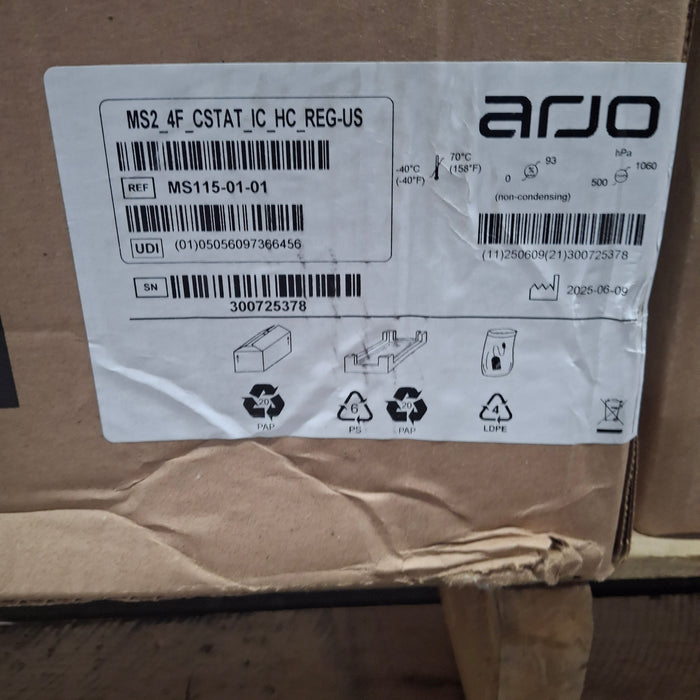 MS2_4F_CSTAT_IC_HC_REG-US
arjo
REF MS115-01-01
-40°C
(-40°F)
70°C
(158°F)
0 % 93
(non-condensing)
hPa
500 1060
UDI (01)05056097366456
(11)250609(21)300725378
SN
300725378
2025-06-09
20
PAP
6
PS
20
PAP
4
LDPE